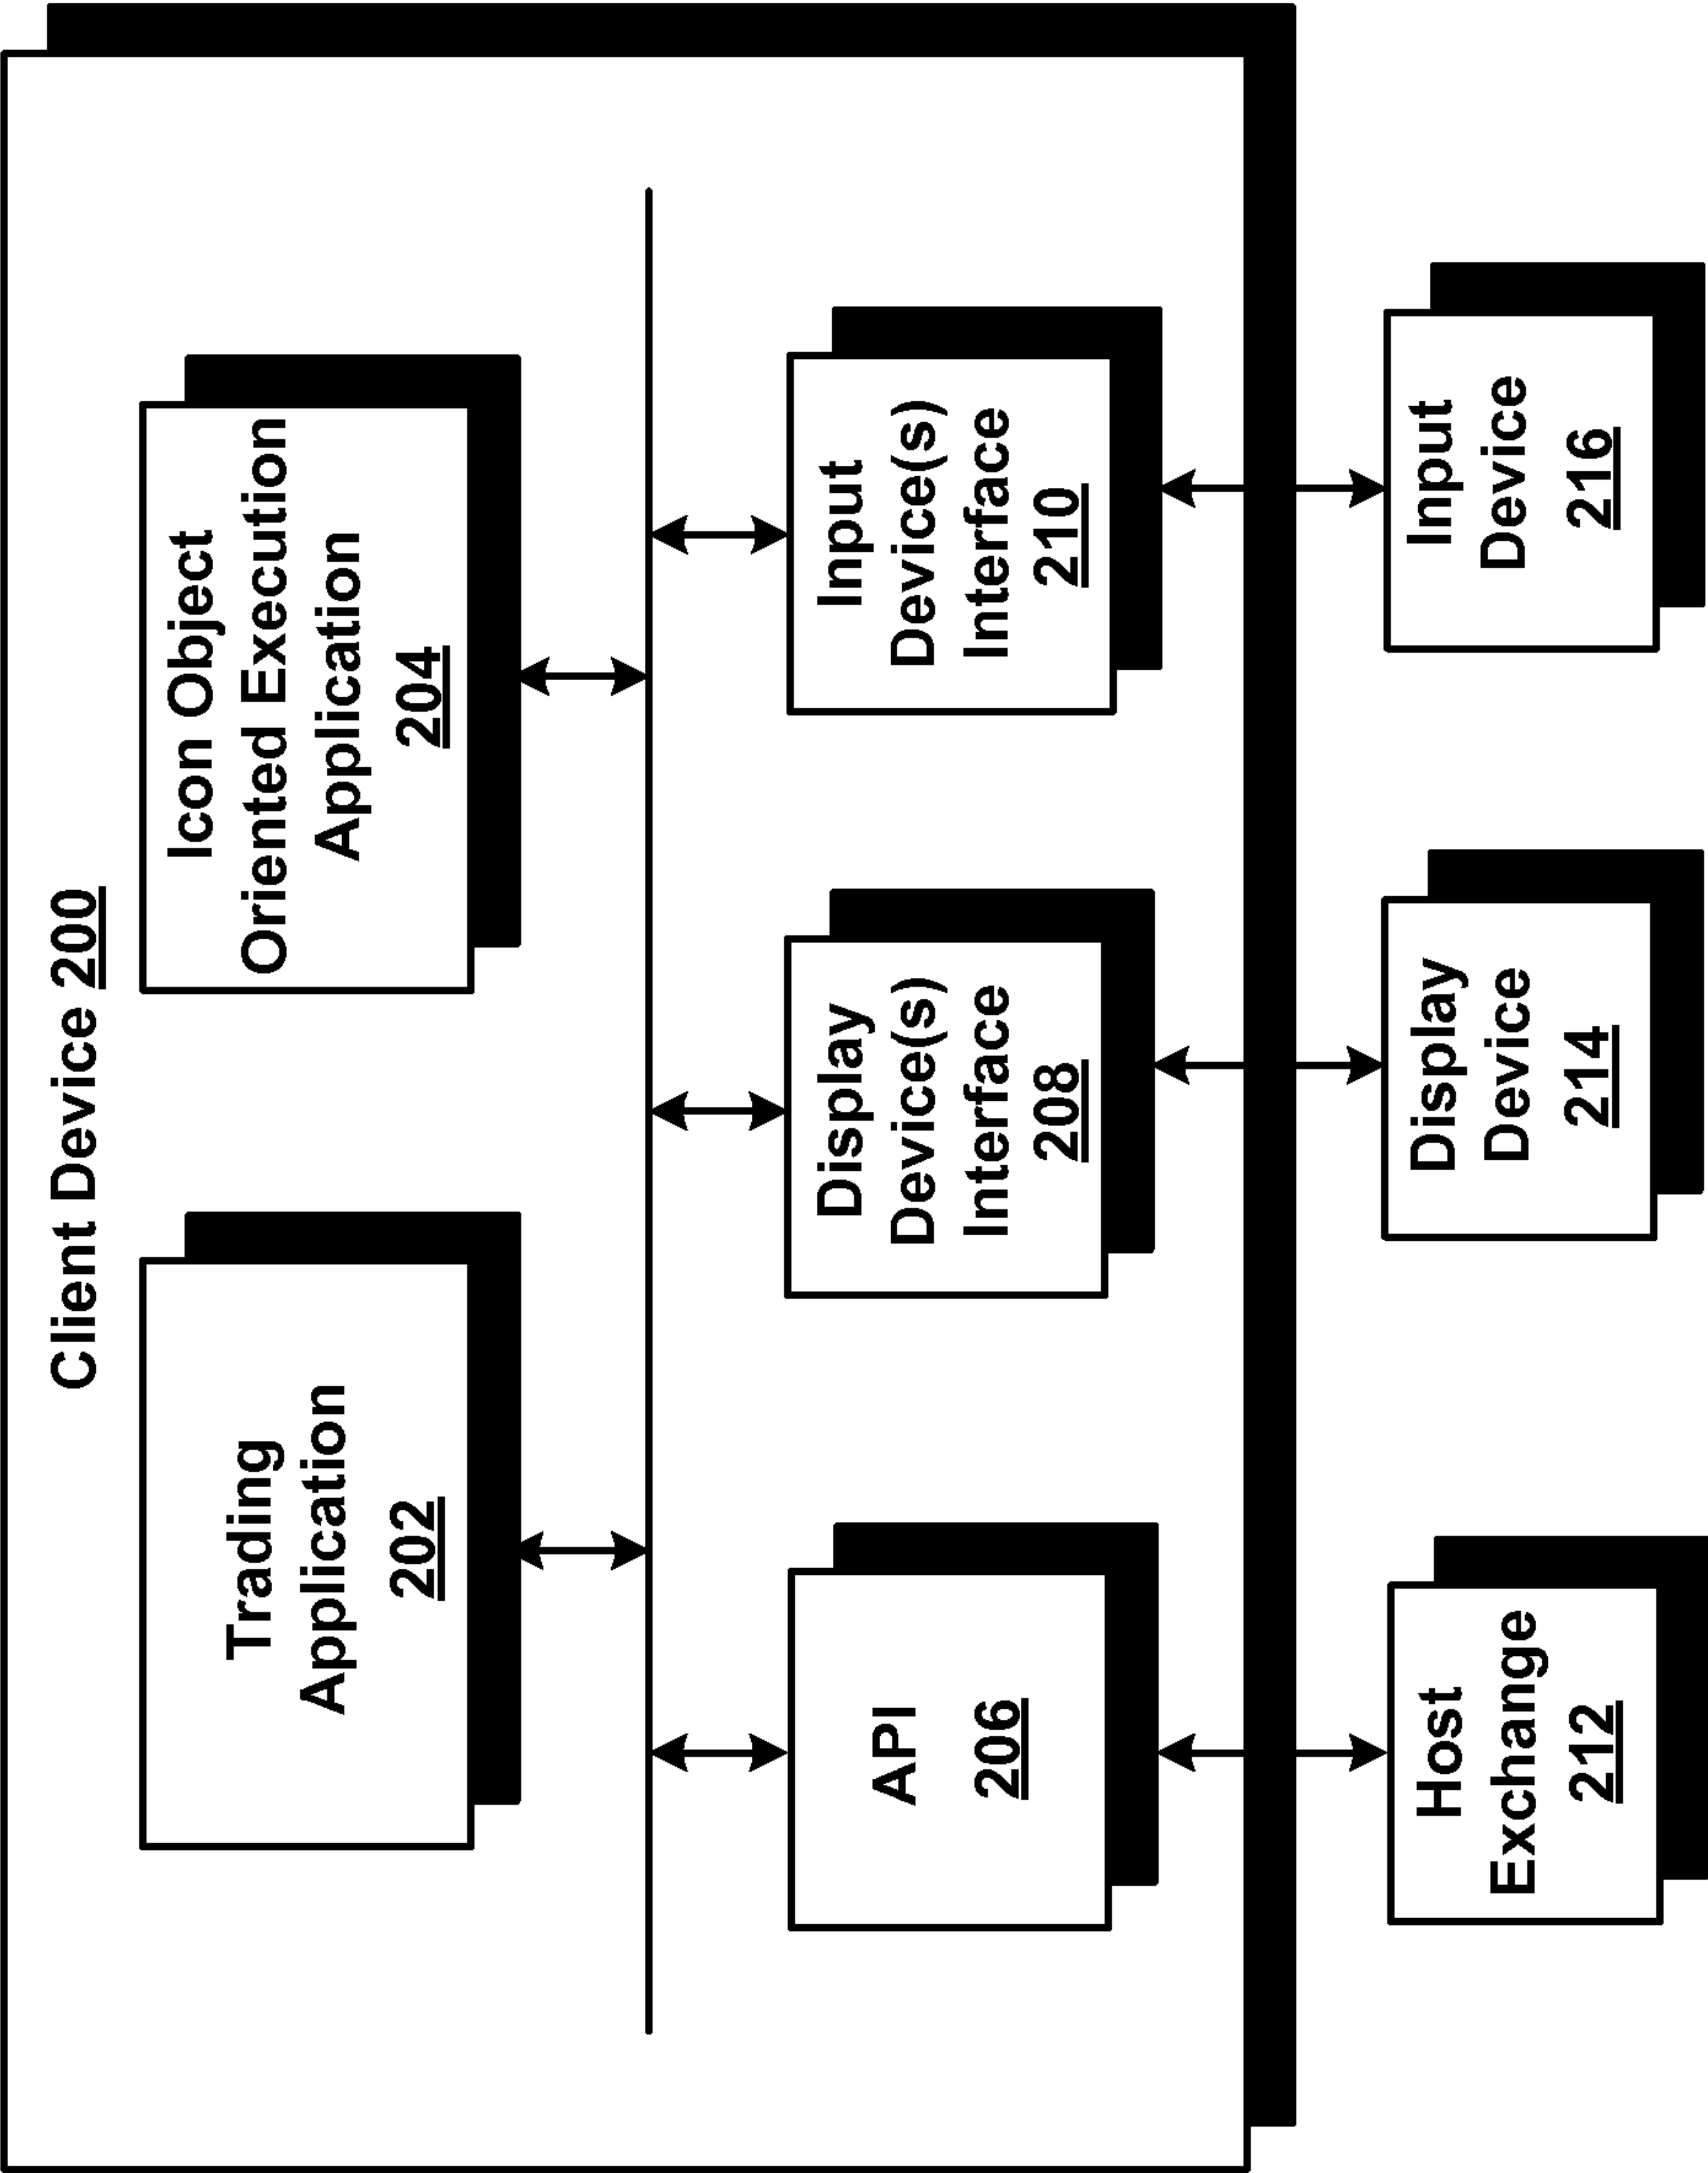 Client Device 200
Trading
Application
202
Icon Object
Oriented Execution
Application
204
API
206
Display
Device(s)
Interface
208
Input
Device(s)
Interface
210
Host
Exchange
212
Display
Device
214
Input
Device
216